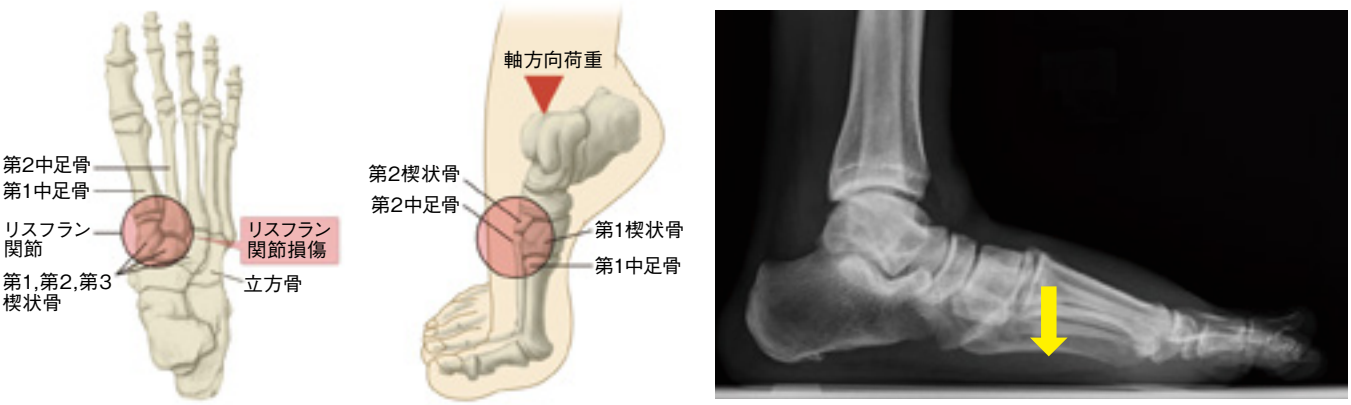 第2中足骨
第1中足骨
リスフラン
関節
第1,第2,第3
楔状骨
リスフラン
関節損傷
立方骨
軸方向荷重
第2楔状骨
第2中足骨
第1楔状骨
第1中足骨